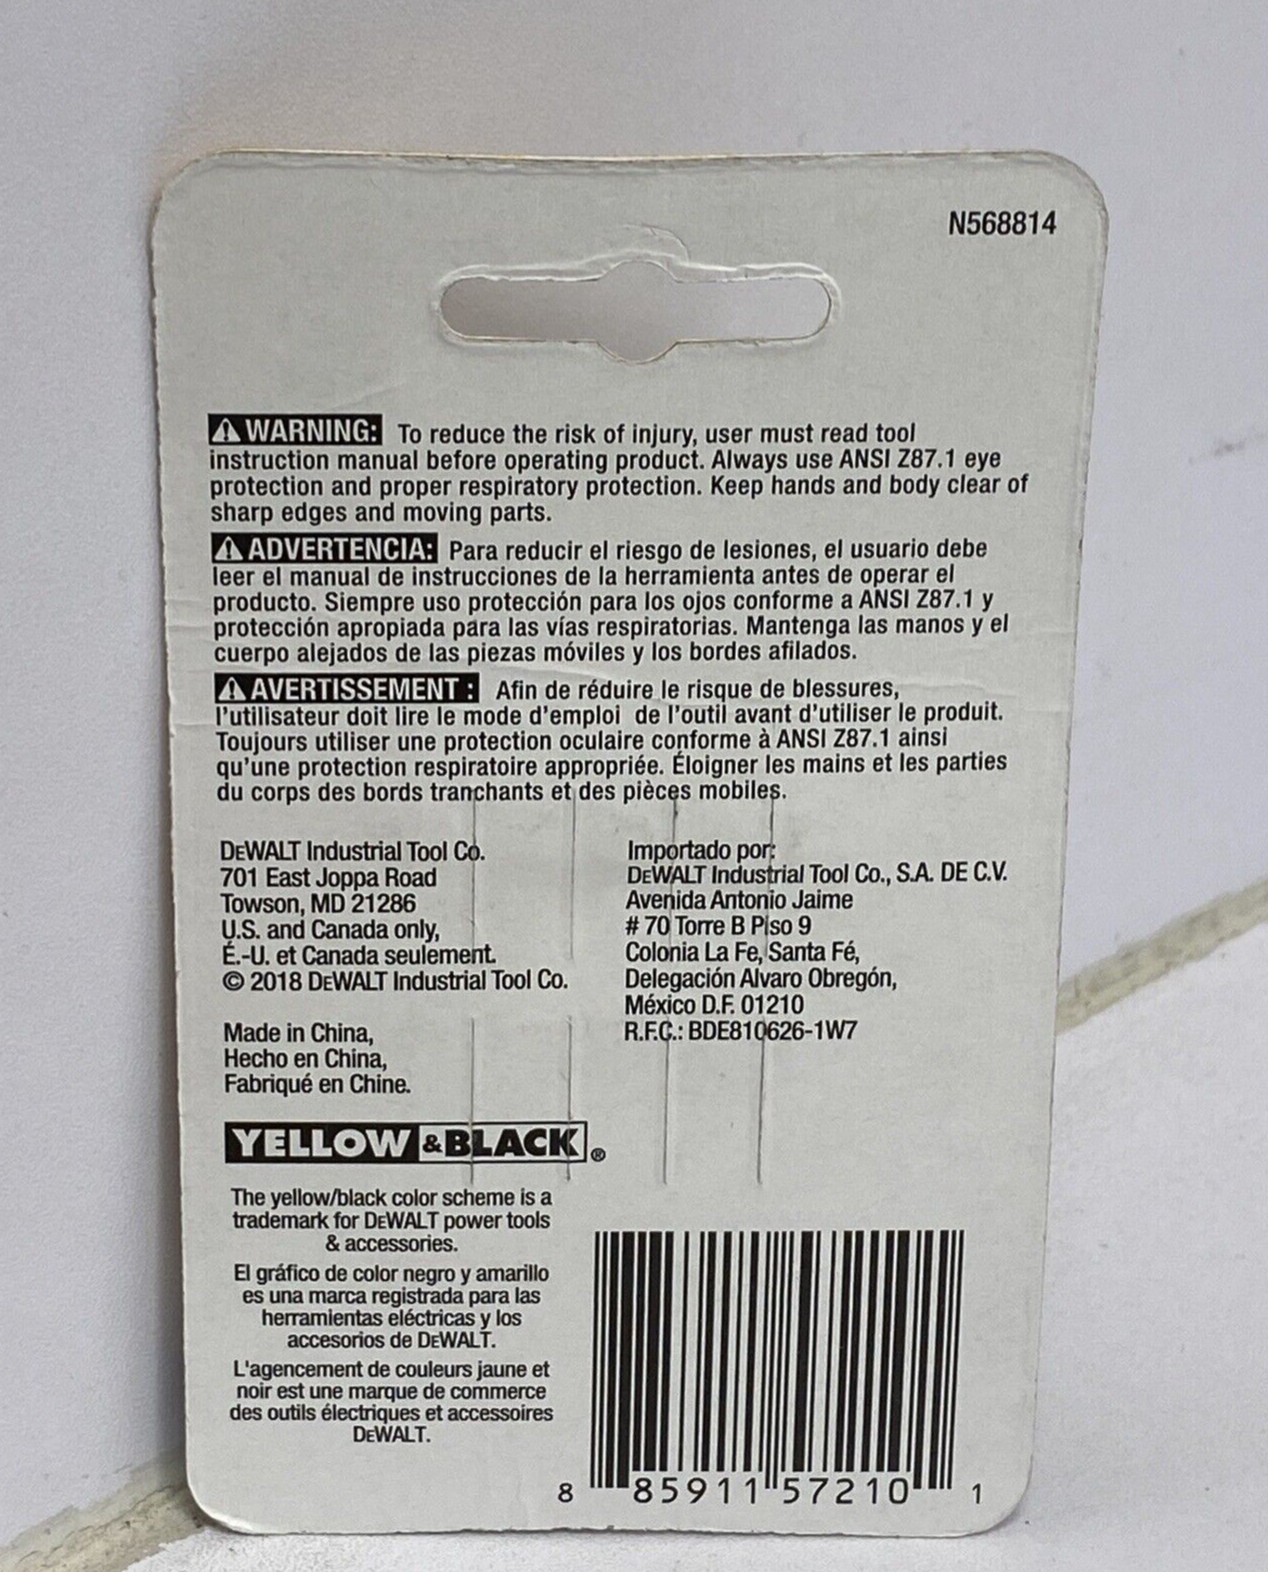 N568814
WARNING: To reduce the risk of injury, user must read tool
instruction manual before operating product. Always use ANSI Z87.1 eye
protection and proper respiratory protection. Keep hands and body clear of
sharp edges and moving parts.
ADVERTENCIA: Para reducir el riesgo de lesiones, el usuario debe
leer el manual de instrucciones de la herramienta antes de operar el
producto. Siempre uso protección para los ojos conforme a ANSI Z87.1 y
protección apropiada para las vías respiratorias. Mantenga las manos y el
cuerpo alejados de las piezas móviles y los bordes afilados.
AVERTISSEMENT : Afin de réduire le risque de blessures,
l'utilisateur doit lire le mode d'emploi de l'outil avant d'utiliser le produit.
Toujours utiliser une protection oculaire conforme à ANSI Z87.1 ainsi
qu'une protection respiratoire appropriée. Éloigner les mains et les parties
du corps des bords tranchants et des pièces mobiles.
DEWALT Industrial Tool Co.
701 East Joppa Road
Towson, MD 21286
U.S. and Canada only,
É.-U. et Canada seulement.
© 2018 DEWALT Industrial Tool Co.
Made in China,
Hecho en China,
Fabriqué en Chine.
Importado por:
DEWALT Industrial Tool Co., S.A. DE C.V.
Avenida Antonio Jaime
# 70 Torre B Piso 9
Colonia La Fe, Santa Fé,
Delegación Alvaro Obregón,
México D.F. 01210
R.F.C.: BDE810626-1W7
YELLOW &BLACK®
The yellow/black color scheme is a
trademark for DEWALT power tools
& accessories.
El gráfico de color negro y amarillo
es una marca registrada para las
herramientas eléctricas y los
accesorios de DEWALT.
L'agencement de couleurs jaune et
noir est une marque de commerce
des outils électriques et accessoires
DEWALT.
8 85911 57210 1